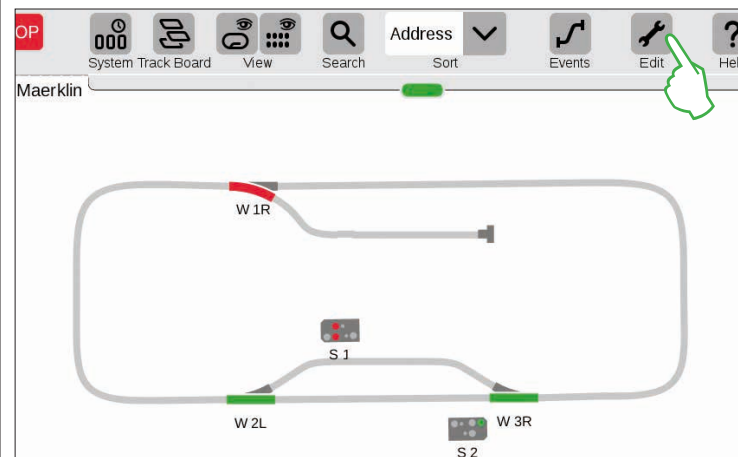 OP
Address
System Track Board View Search Sort Events Edit Hel
Maerklin
W 1R
S 1
W 2L
W 3R
S 2